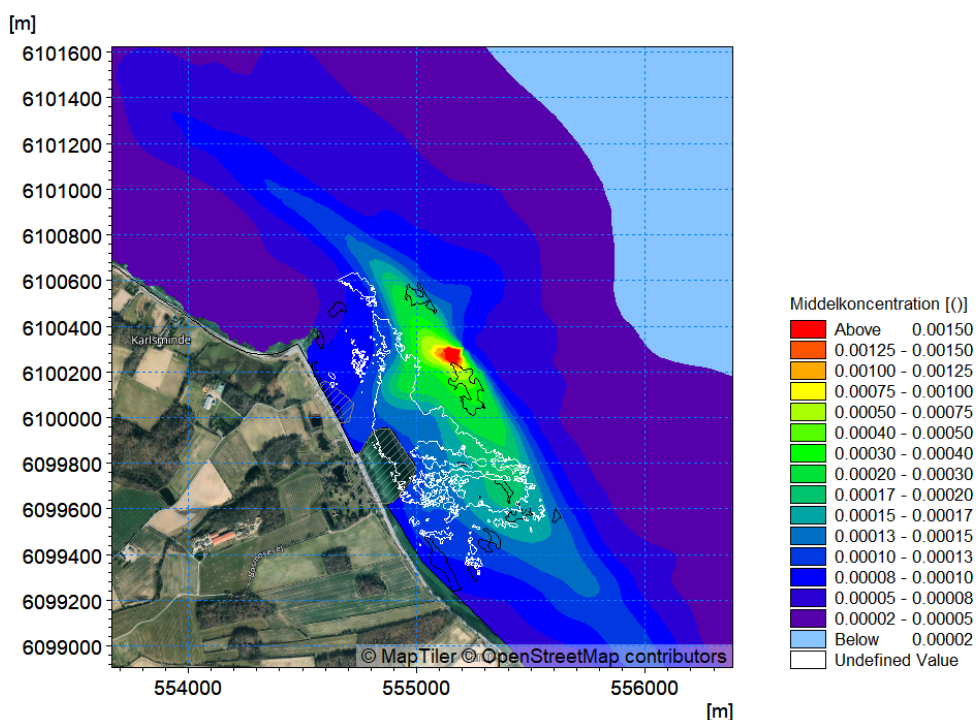 [m]
6101600
6101400
6101200
6101000
6100800
6100600
6100400
6100200
6100000
6099800
6099600
6099400
6099200
6099000
Karlsminde
© MapTiler © OpenStreetMap contributors
554000
555000
556000
[m]
Middelkoncentration [()]
Above 0.00150
0.00125 - 0.00150
0.00100 - 0.00125
0.00075 - 0.00100
0.00050 - 0.00075
0.00040 - 0.00050
0.00030 - 0.00040
0.00020 - 0.00030
0.00017 - 0.00020
0.00015 - 0.00017
0.00013 - 0.00015
0.00010 - 0.00013
0.00008 - 0.00010
0.00005 - 0.00008
0.00002 - 0.00005
Below 0.00002
Undefined Value